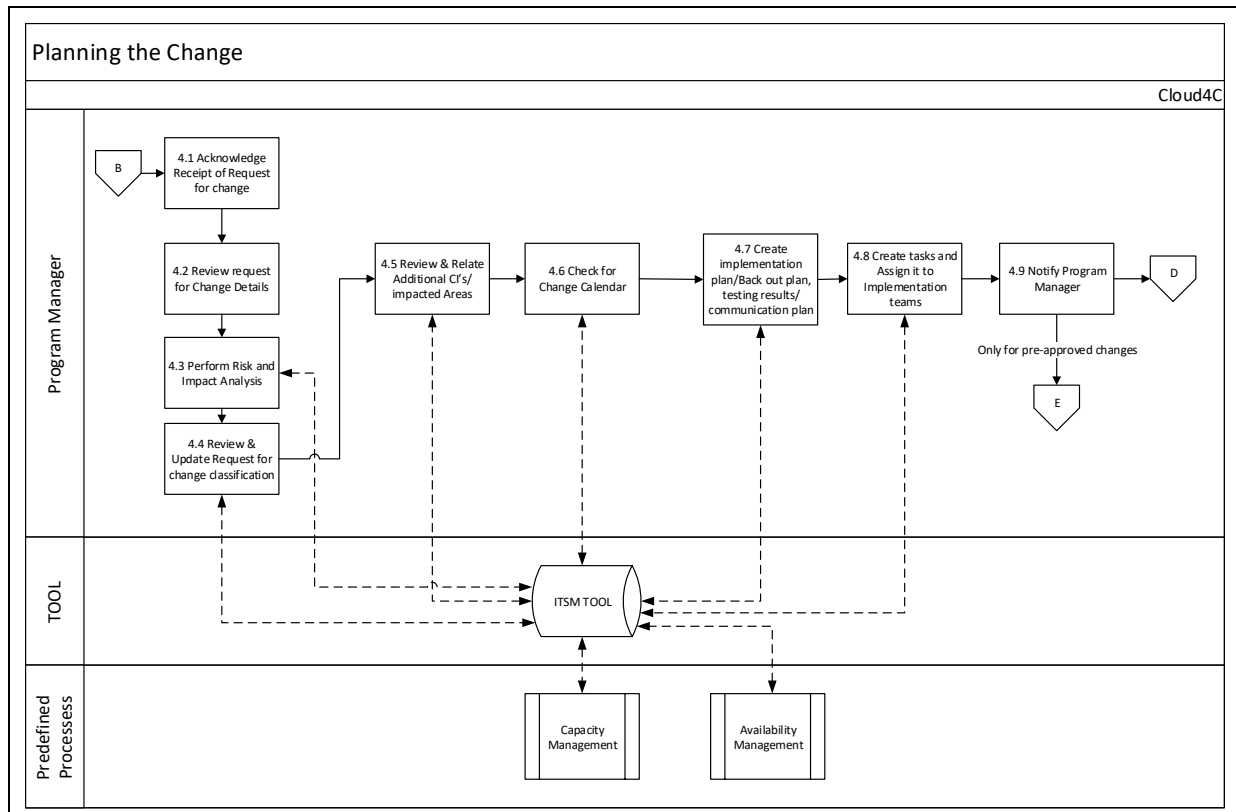 Planning the Change
Cloud4C
Program Manager
B
4.1 Acknowledge
Receipt of Request
for change
4.2 Review request
for Change Details
4.3 Perform Risk and
Impact Analysis
4.4 Review &
Update Request for
change classification
4.5 Review & Relate
Additional CI's/
impacted Areas
4.6 Check for
Change Calendar
4.7 Create
implementation
plan/Back out plan,
testing results/
communication plan
4.8 Create tasks and
Assign it to
Implementation
teams
4.9 Notify Program
Manager
D
Only for pre-approved changes
E
TOOL
ITSM TOOL
Predefined
Processess
Capacity
Management
Availability
Management